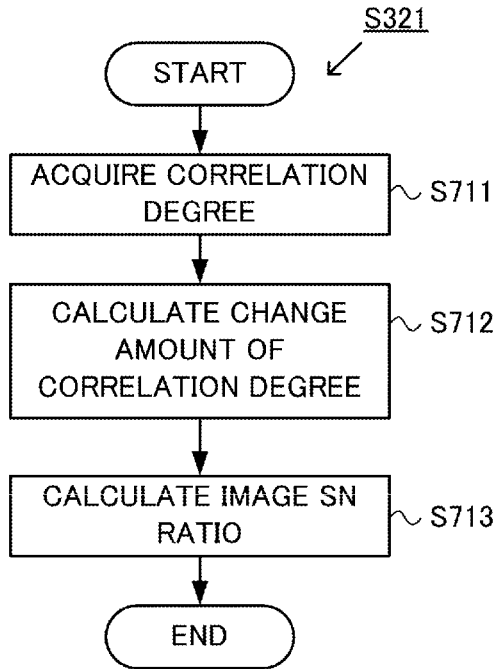 S321
START
ACQUIRE CORRELATION
DEGREE
S711
CALCULATE CHANGE
AMOUNT OF
CORRELATION DEGREE
S712
CALCULATE IMAGE SN
RATIO
S713
END